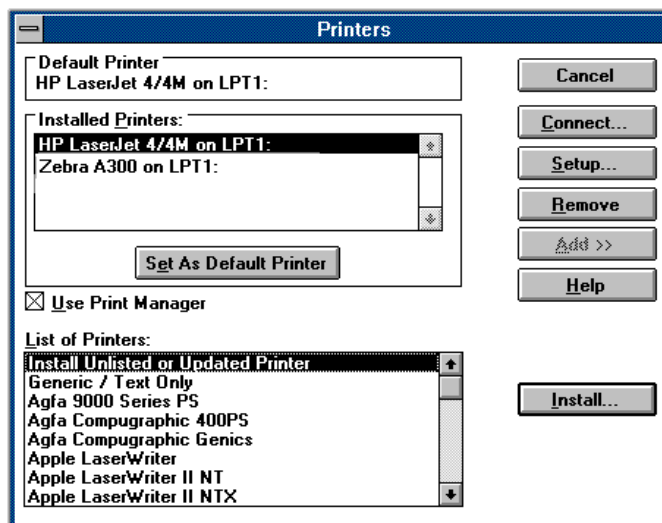 Printers
Default Printer
HP LaserJet 4/4M on LPT1:
Cancel
Installed Printers:
HP LaserJet 4/4M on LPT1:
Zebra A300 on LPT1:
Connect...
Setup...
Remove
Add >>
Help
Set As Default Printer
Use Print Manager
List of Printers:
Install Unlisted or Updated Printer
Generic / Text Only
Agfa 9000 Series PS
Agfa Compugraphic 400PS
Agfa Compugraphic Genics
Apple LaserWriter
Apple LaserWriter II NT
Apple LaserWriter II NTX
Install...